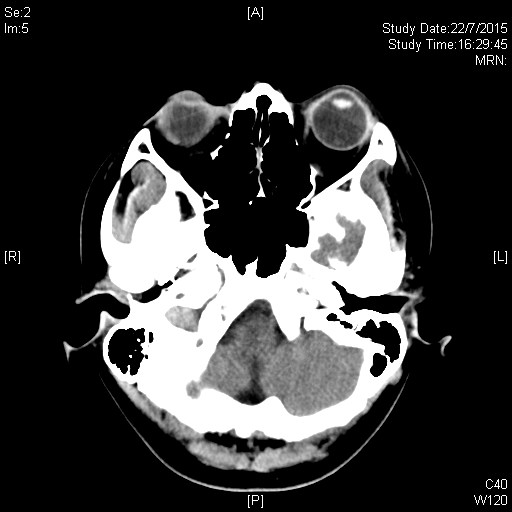 Se:2
Im:5
[A]
Study Date:22/7/2015
Study Time:16:29:45
MRN:
[R]
[L]
[P]
C40
W120